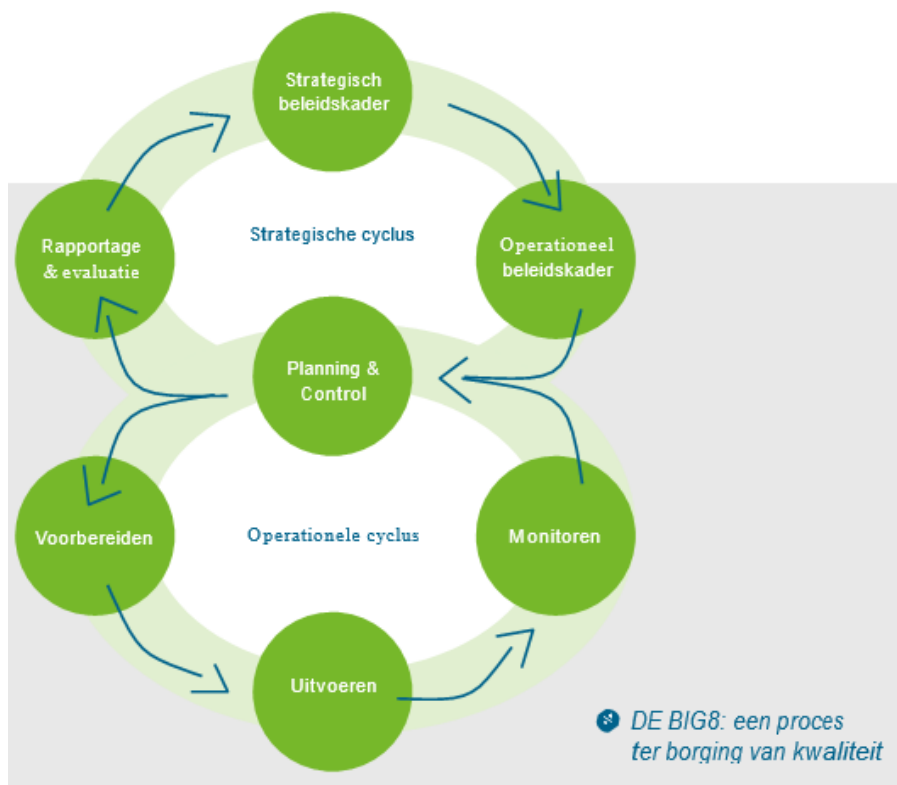 Strategisch
beleidskader
Strategische cyclus
Rapportage
& evaluatie
Operationeel
beleidskader
Planning &
Control
Voorbereiden
Operationele cyclus
Monitoren
Uitvoeren
DE BIG8: een proces
ter borging van kwaliteit